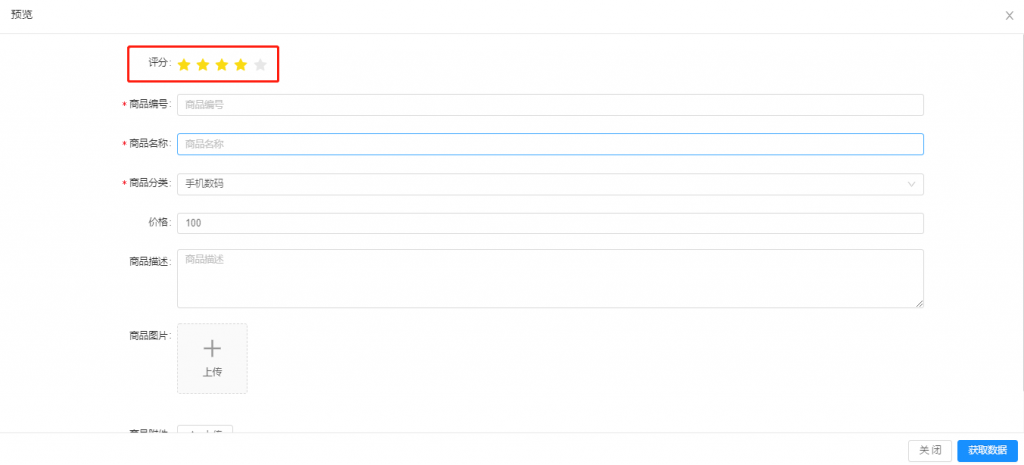 预览
评分:
* 商品编号: 商品编号
* 商品名称: 商品名称
* 商品分类: 手机数码
价格: 100
商品描述: 商品描述
商品图片:
上传
关 闭 获取数据